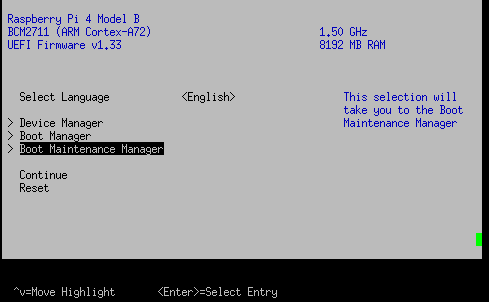 Raspberry Pi 4 Model B
BCM2711 (ARM Cortex-A72) 1.50 GHz
UEFI Firmware v1.33 8192 MB RAM
Select Language <English> This selection will
take you to the Boot
> Device Manager Maintenance Manager
> Boot Manager
> Boot Maintenance Manager
Continue
Reset
^v=Move Highlight <Enter>=Select Entry